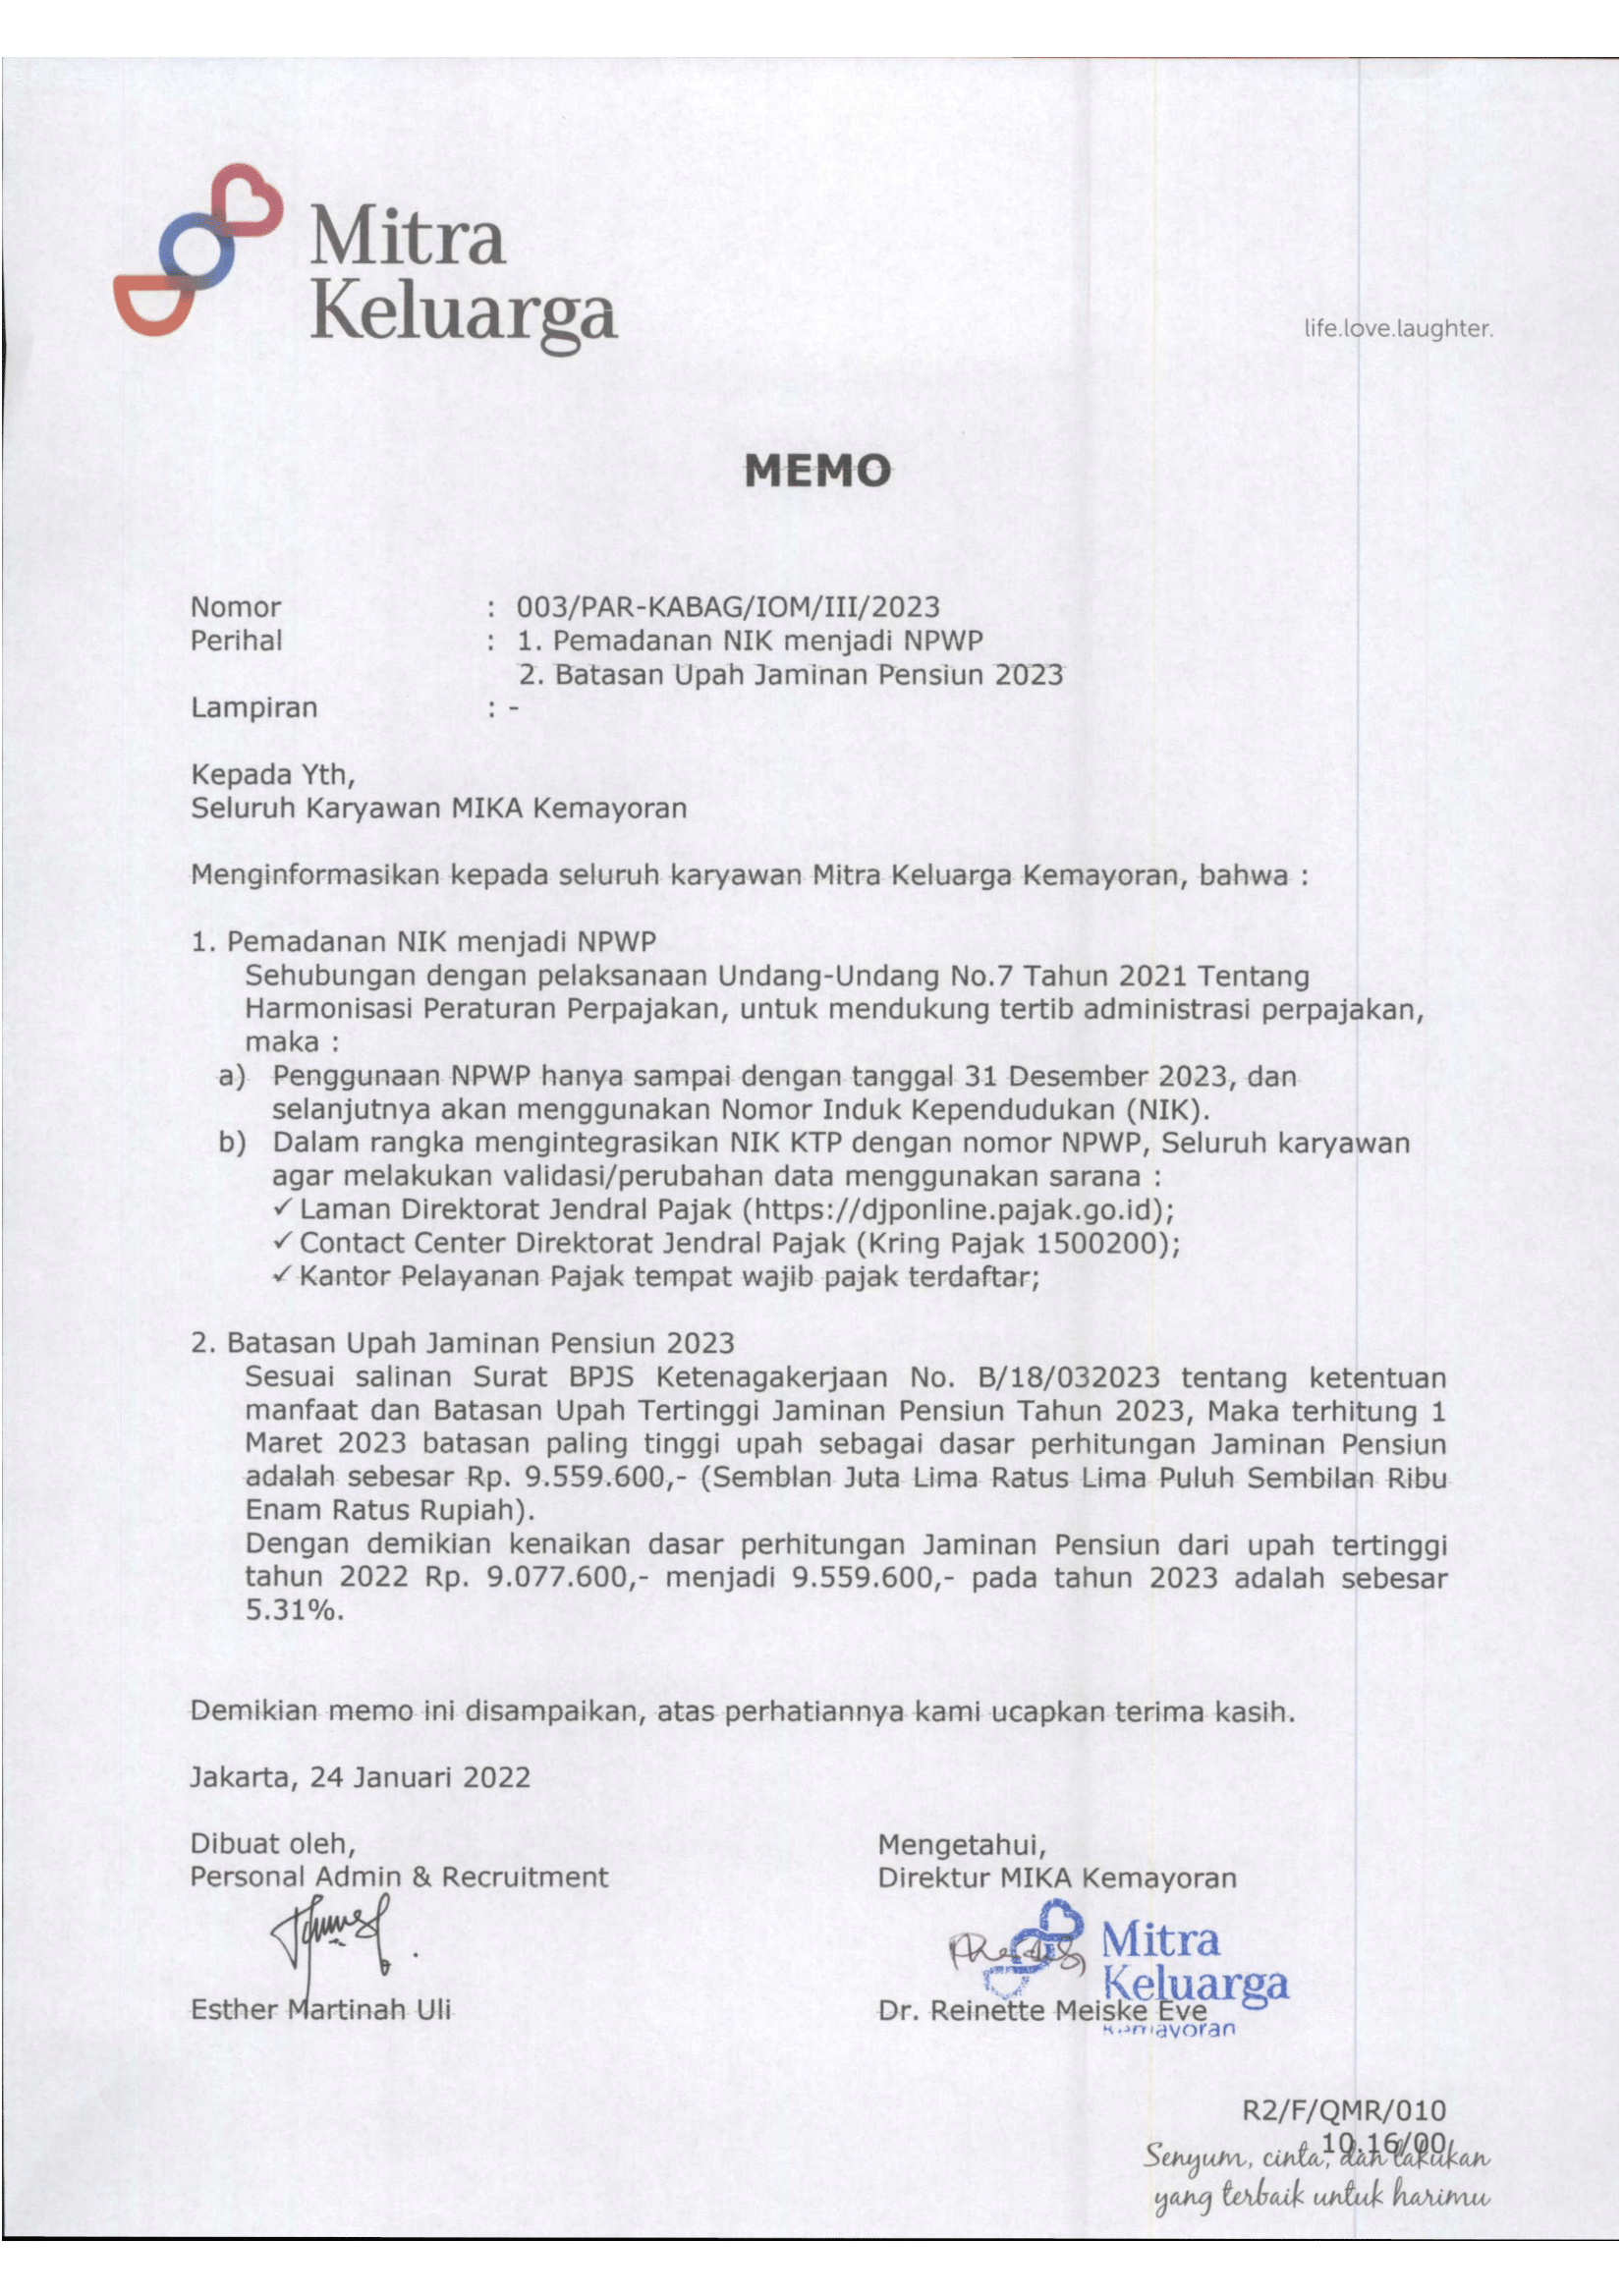 Mitra
Keluarga
life.love.laughter.
MEMO
Nomor : 003/PAR-KABAG/IOM/III/2023
Perihal : 1. Pemadanan NIK menjadi NPWP
2. Batasan Upah Jaminan Pensiun 2023
Lampiran : -
Kepada Yth,
Seluruh Karyawan MIKA Kemayoran
Menginformasikan kepada seluruh karyawan Mitra Keluarga Kemayoran, bahwa :
1. Pemadanan NIK menjadi NPWP
Sehubungan dengan pelaksanaan Undang-Undang No.7 Tahun 2021 Tentang
Harmonisasi Peraturan Perpajakan, untuk mendukung tertib administrasi perpajakan,
maka :
a) Penggunaan NPWP hanya sampai dengan tanggal 31 Desember 2023, dan
selanjutnya akan menggunakan Nomor Induk Kependudukan (NIK).
b) Dalam rangka mengintegrasikan NIK KTP dengan nomor NPWP, Seluruh karyawan
agar melakukan validasi/perubahan data menggunakan sarana :
✓ Laman Direktorat Jendral Pajak (https://djponline.pajak.go.id);
✓ Contact Center Direktorat Jendral Pajak (Kring Pajak 1500200);
✓ Kantor Pelayanan Pajak tempat wajib pajak terdaftar;
2. Batasan Upah Jaminan Pensiun 2023
Sesuai salinan Surat BPJS Ketenagakerjaan No. B/18/032023 tentang ketentuan
manfaat dan Batasan Upah Tertinggi Jaminan Pensiun Tahun 2023, Maka terhitung 1
Maret 2023 batasan paling tinggi upah sebagai dasar perhitungan Jaminan Pensiun
adalah sebesar Rp. 9.559.600,- (Semblan Juta Lima Ratus Lima Puluh Sembilan Ribu
Enam Ratus Rupiah).
Dengan demikian kenaikan dasar perhitungan Jaminan Pensiun dari upah tertinggi
tahun 2022 Rp. 9.077.600,- menjadi 9.559.600,- pada tahun 2023 adalah sebesar
5.31%.
Demikian memo ini disampaikan, atas perhatiannya kami ucapkan terima kasih.
Jakarta, 24 Januari 2022
Dibuat oleh, Mengetahui,
Personal Admin & Recruitment Direktur MIKA Kemayoran
Mitra
Keluarga
Esther Martinah Uli Dr. Reinette Meiske Eve
Kemayoran
R2/F/QMR/010
10.16/00
Senyum, cinta, dan lakukan
yang terbaik untuk harimu